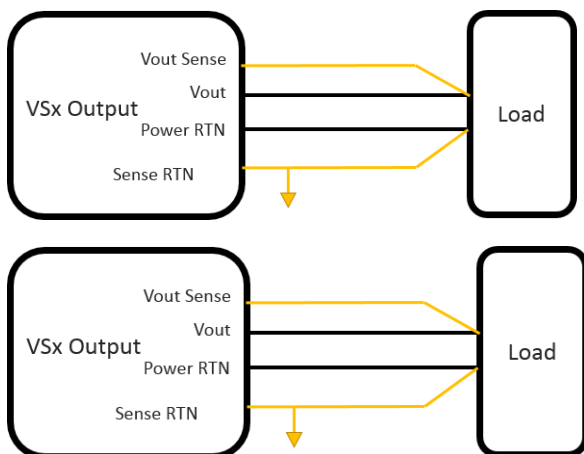 Vout Sense
Vout
VSx Output
Load
Power RTN
Sense RTN
Vout Sense
Vout
VSx Output
Load
Power RTN
Sense RTN